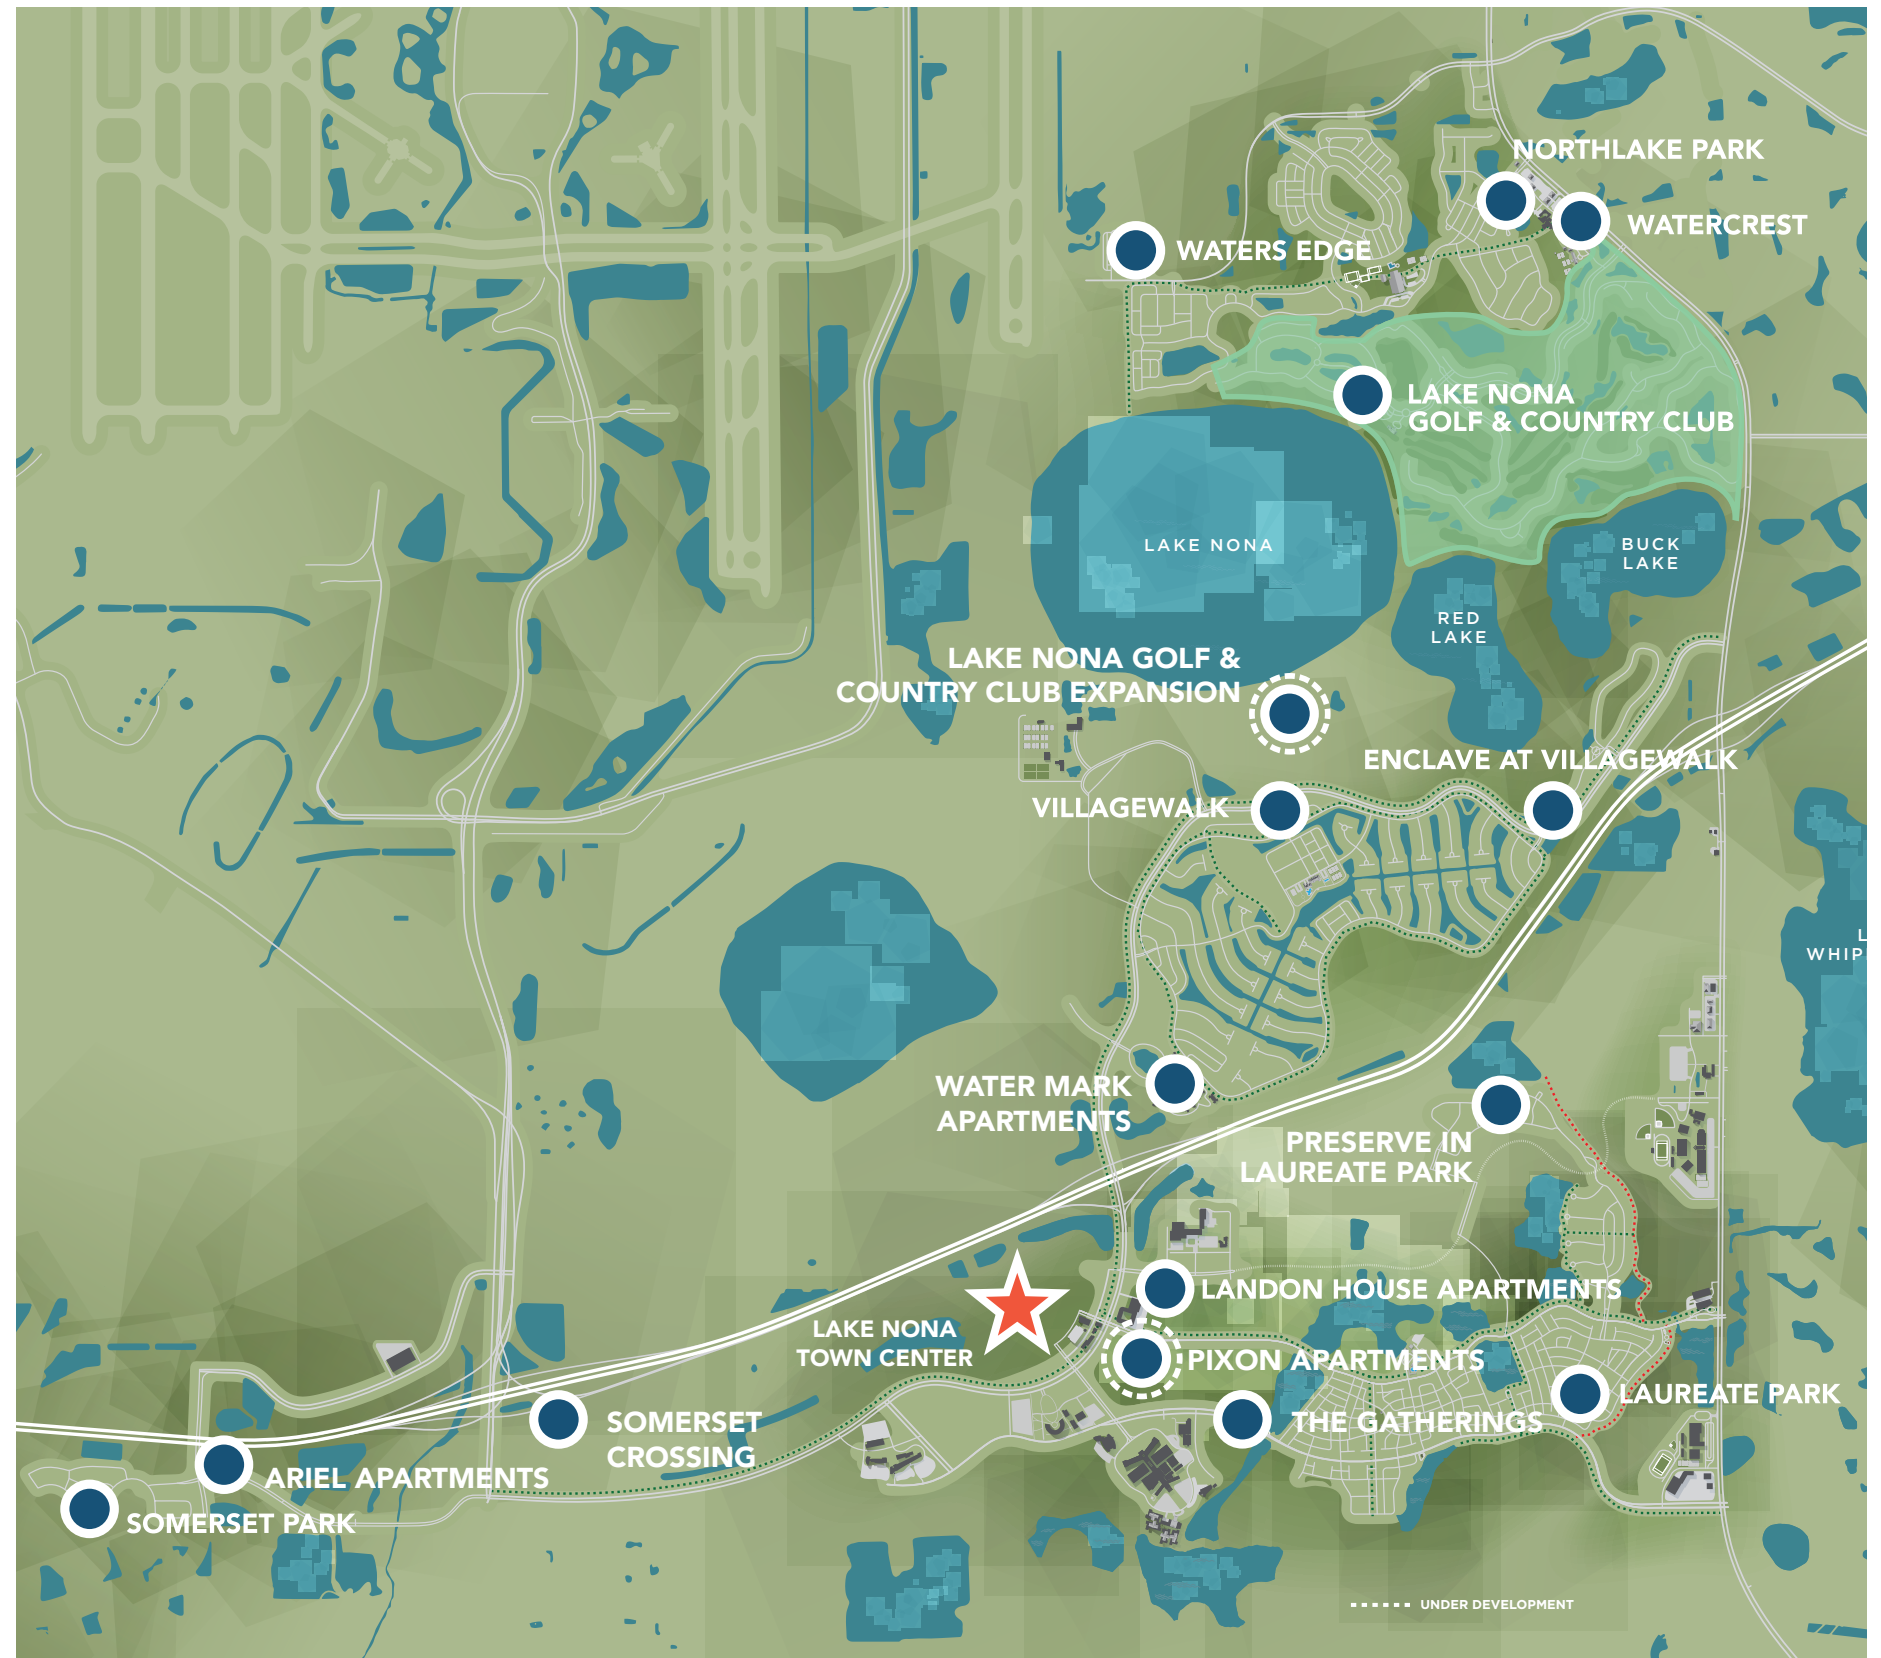 NORTHLAKE PARK
WATERCREST
WATERS EDGE
LAKE NONA
GOLF & COUNTRY CLUB
LAKE NONA
BUCK
LAKE
RED
LAKE
LAKE NONA GOLF &
COUNTRY CLUB EXPANSION
ENCLAVE AT VILLAGEWALK
VILLAGEWALK
L
WHIP
WATER MARK
APARTMENTS
PRESERVE IN
LAUREATE PARK
LANDON HOUSE APARTMENTS
LAKE NONA
TOWN CENTER
PIXON APARTMENTS
LAUREATE PARK
THE GATHERINGS
SOMERSET
CROSSING
ARIEL APARTMENTS
SOMERSET PARK
UNDER DEVELOPMENT